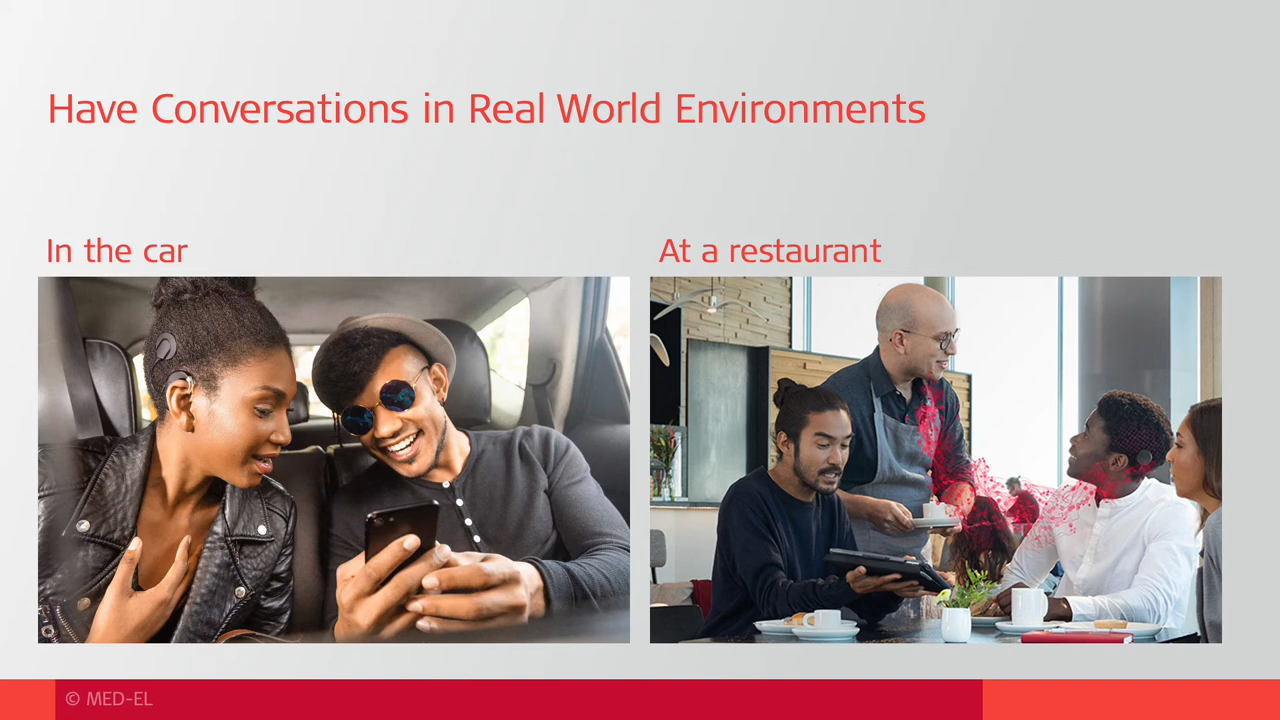 Have Conversations in Real World Environments
In the car
At a restaurant
© MED-EL